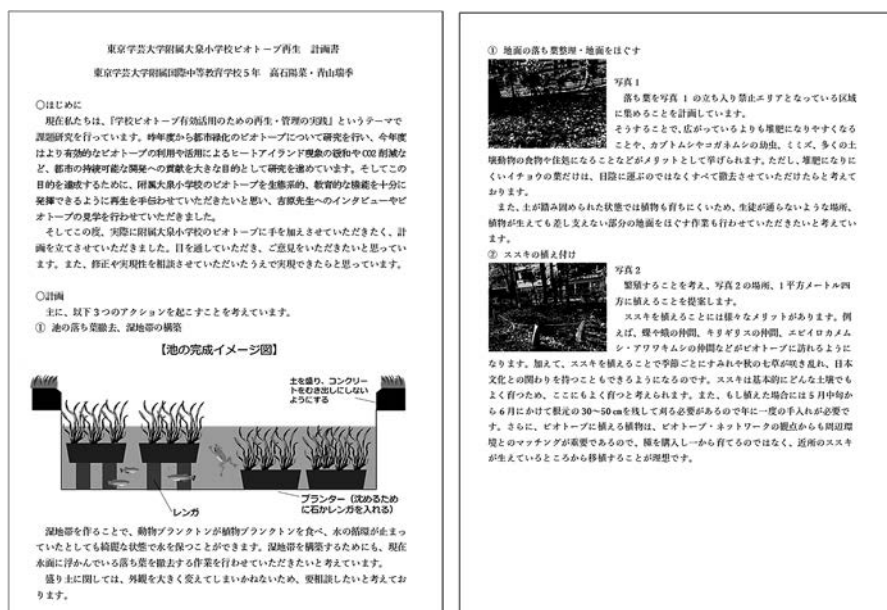 東京学芸大学附属大泉小学校ビオトープ再生 計画書
東京学芸大学附属国際中等教育学校5年 高石陽菜・青山瑞季
○はじめに
現在私たちは、『学校ビオトープ有効活用のための再生・管理の実践』というテーマで
課題研究を行っています。昨年度から都市緑化のビオトープについて研究を行い、今年度
はより有効的なビオトープの利用や活用によるヒートアイランド現象の緩和やCO2削減な
ど、都市の持続可能な開発への貢献を大きな目的として研究を進めています。そしてこの
目的を達成するために、附属大泉小学校のビオトープを生態系的、教育的な機能を十分に
発揮できるように再生を手伝わせていただきたいと思い、吉原先生へのインタビューやビ
オトープの見学を行わせていただきました。
そしてこの度、実際に附属大泉小学校のビオトープに手を加えさせていただきたく、計
画を立てさせていただきました。目を通していただき、ご意見をいただきたいと思ってい
ます。また、修正や実現性を相談させていただいたうえで実現できたらと思っています。
○計画
主に、以下3つのアクションを起こすことを考えています。
① 池の落ち葉撤去、湿地帯の構築
【池の完成イメージ図】
土を盛り、コンクリー
トをむき出しにしない
ようにする
レンガ
プランター（沈めるため
に石かレンガを入れる）
湿地帯を作ることで、動物プランクトンが植物プランクトンを食べ、水の循環が止まっ
ていたとしても綺麗な状態で水を保つことができます。湿地帯を構築するためにも、現在
水面に浮かんでいる落ち葉を撤去する作業を行わせていただきたいと考えています。
盛り土に関しては、外観を大きく変えてしまいかねないため、要相談したいと考えてお
ります。
① 地面の落ち葉整理・地面をほぐす
写真1
落ち葉を写真1の立ち入り禁止エリアとなっている区域
に集めることを計画しています。
そうすることで、広がっているよりも堆肥になりやすくなる
ことや、カブトムシやコガネムシの幼虫、ミミズ、多くの土
壌動物の食物や住処になることなどがメリットとして挙げられます。ただし、堆肥になりに
くいイチョウの葉だけは、日陰に運ぶのではなくすべて撤去させていただけたらと考えて
おります。
また、土が踏み固められた状態では植物も育ちにくいため、生徒が通らないような場所、
植物が生えても差し支えない部分の地面をほぐす作業も行わせていただきたいと考えてい
ます。
② ススキの植え付け
写真2
繁殖することを考え、写真2の場所、1平方メートル四
方に植えることを提案します。
ススキを植えることには様々なメリットがあります。例
えば、蝶や蛾の仲間、キリギリスの仲間、エビイロカメム
シ・アワフキムシの仲間などがビオトープに訪れるように
なります。加えて、ススキを植えることで季節ごとにすみれや秋の七草が咲き乱れ、日本
文化との関わりを持つこともできるようになるのです。ススキは基本的にどんな土壌でも
よく育つため、ここにもよく育つと考えられます。また、もし植えた場合には5月中旬か
ら6月にかけて根元の30～50㎝を残して刈る必要があるので年に一度の手入れが必要で
す。さらに、ビオトープに植える植物は、ビオトープ・ネットワークの観点からも周辺環
境とのマッチングが重要であるので、種を購入し一から育てるのではなく、近所のススキ
が生えているところから移植することが理想です。